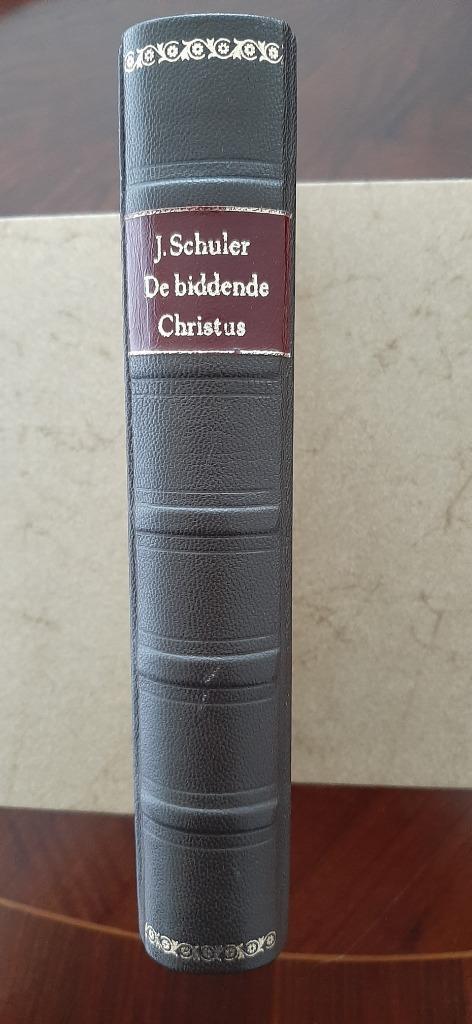 J. Schuler
De biddende
Christus